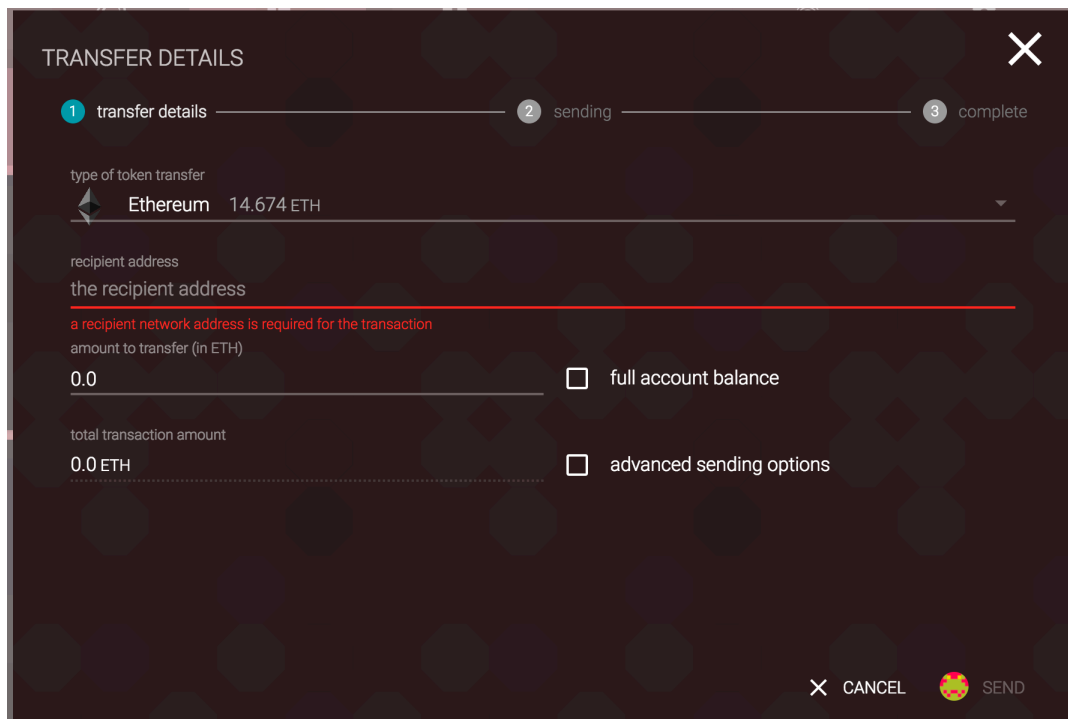 TRANSFER DETAILS
1 transfer details 2 sending 3 complete
type of token transfer
Ethereum 14.674 ETH
recipient address
the recipient address
a recipient network address is required for the transaction
amount to transfer (in ETH)
0.0 full account balance
total transaction amount
0.0 ETH advanced sending options
CANCEL SEND